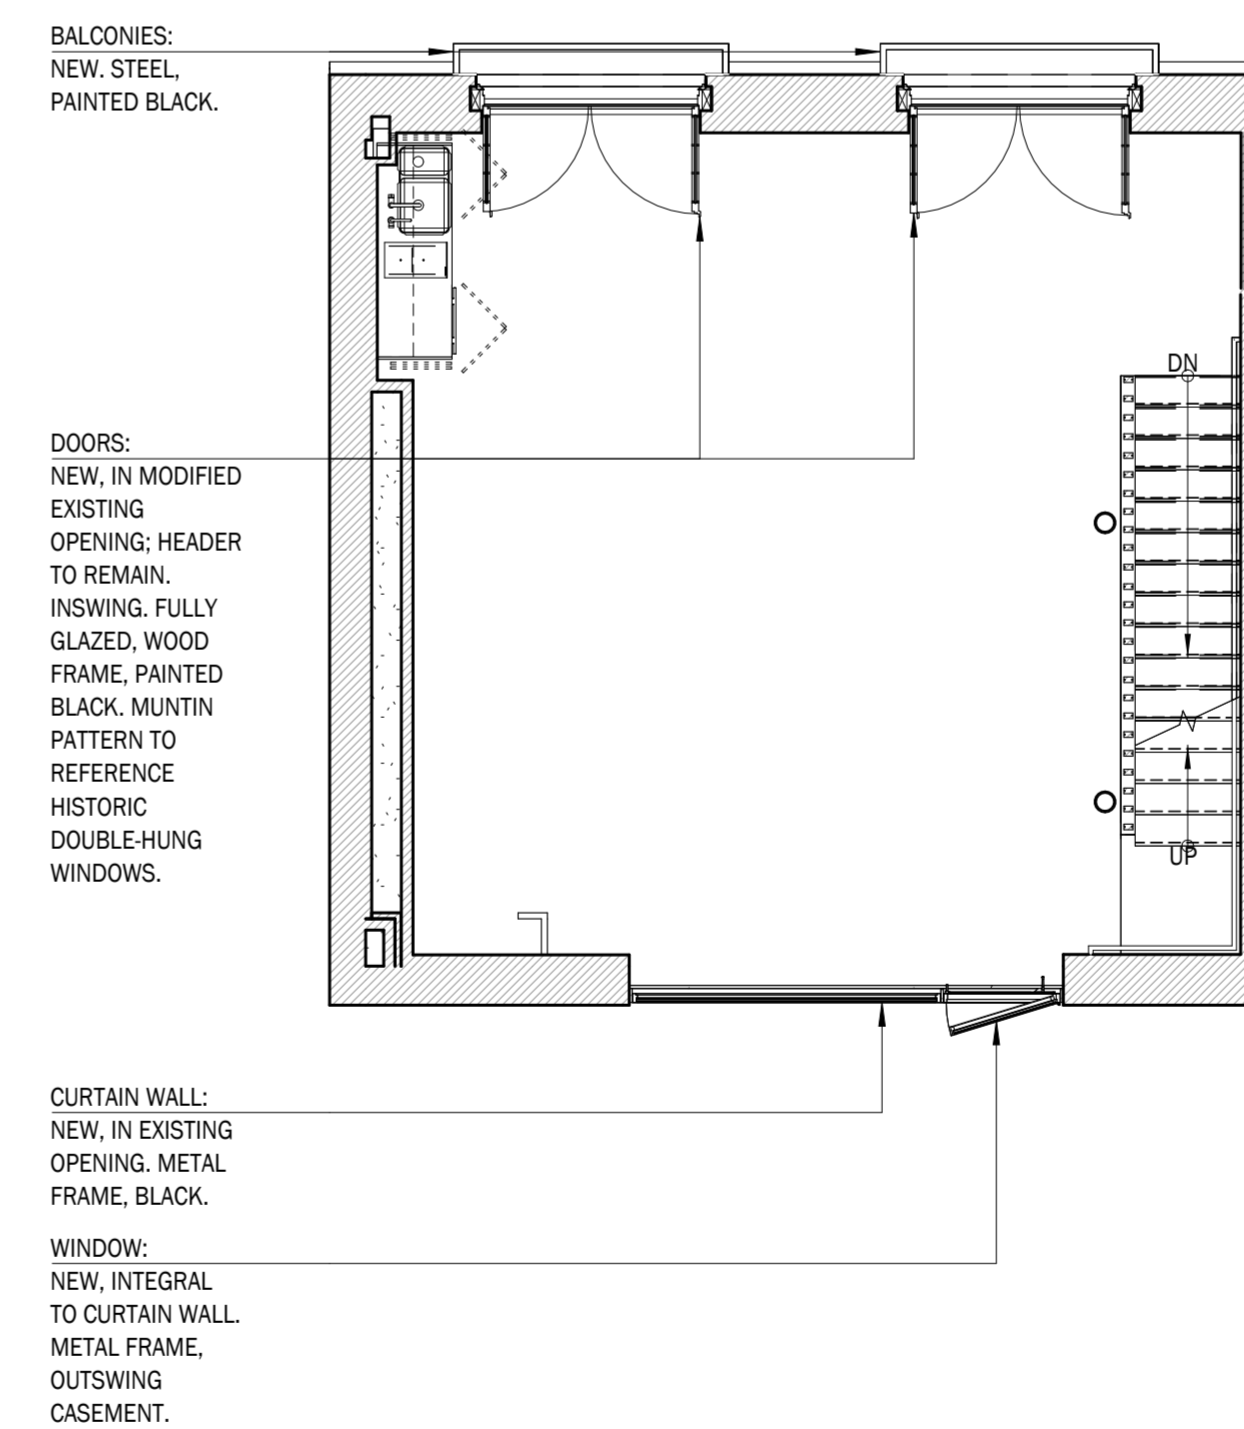 BALCONIES:
NEW. STEEL,
PAINTED BLACK.
DN
DOORS:
NEW, IN MODIFIED
EXISTING
OPENING; HEADER
TO REMAIN.
INSWING. FULLY
GLAZED, WOOD
FRAME, PAINTED
BLACK. MUNTIN
PATTERN TO
REFERENCE
HISTORIC
DOUBLE-HUNG
WINDOWS.
UP
CURTAIN WALL:
NEW, IN EXISTING
OPENING. METAL
FRAME, BLACK.
WINDOW:
NEW, INTEGRAL
TO CURTAIN WALL.
METAL FRAME,
OUTSWING
CASEMENT.